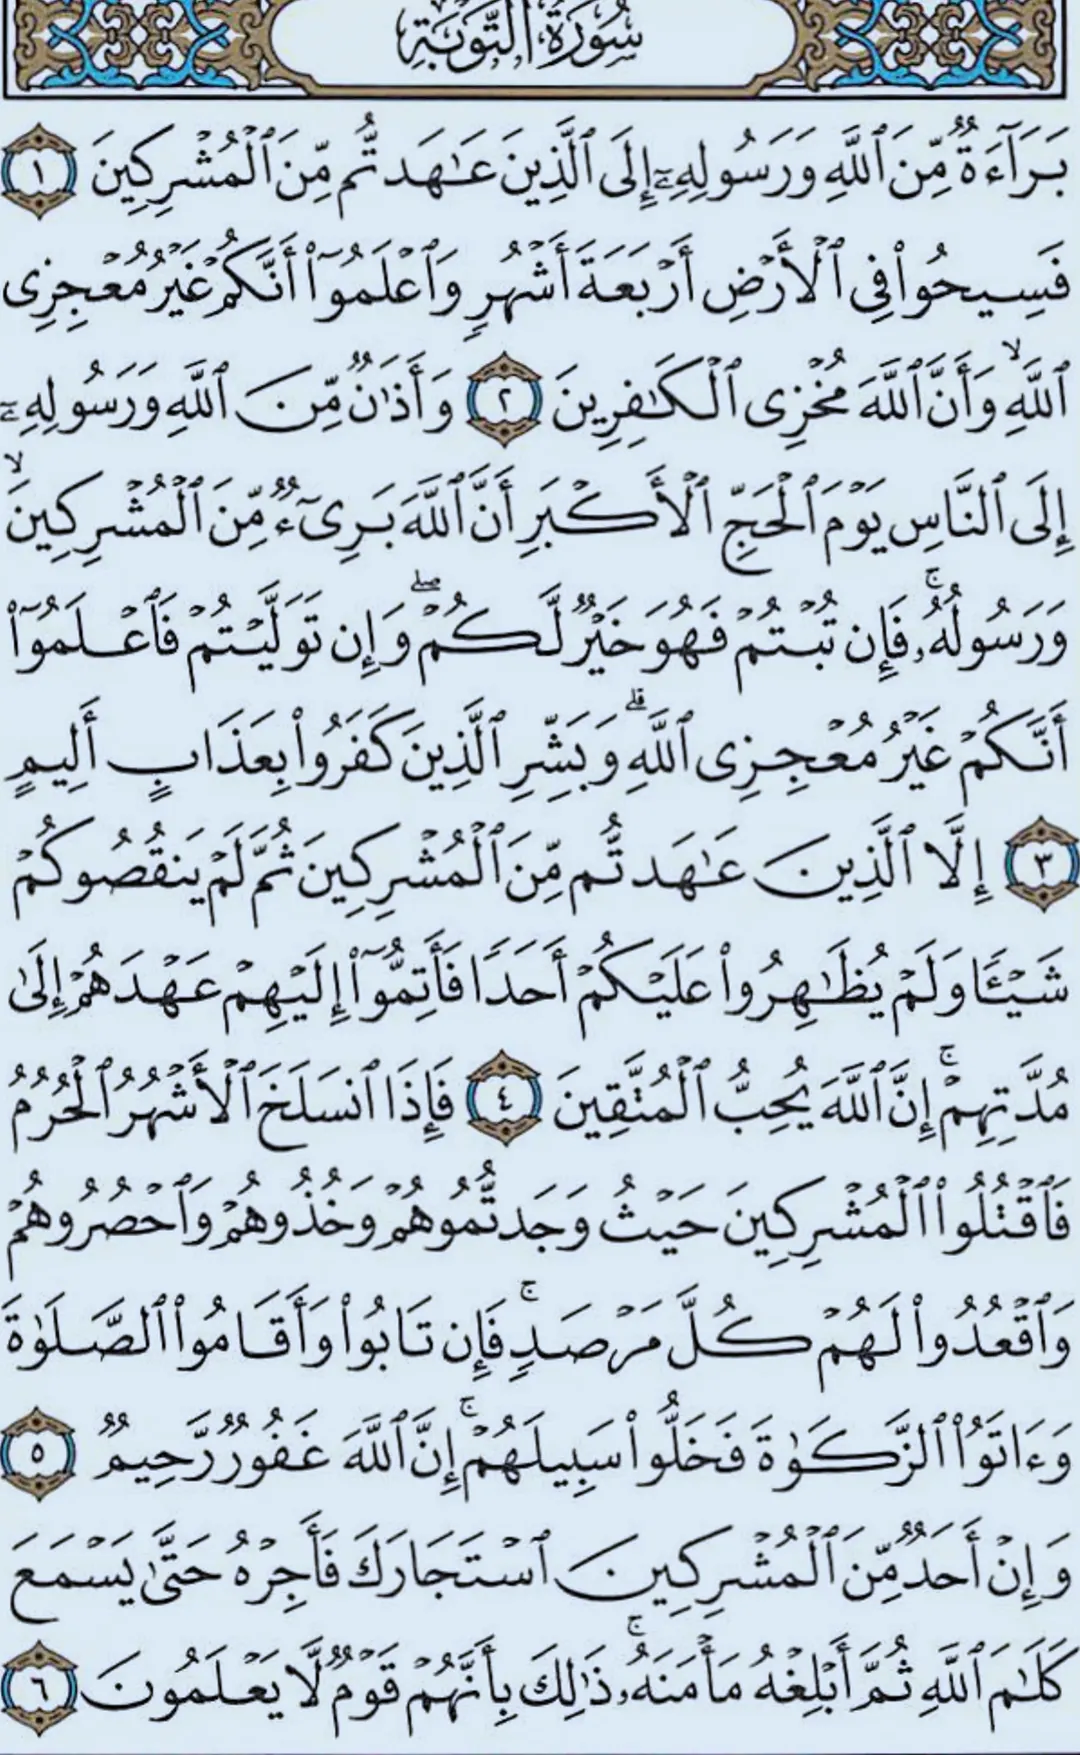 سُورَةُ التَّوۡبَةِ
بَرَآءَةٞ مِّنَ ٱللَّهِ وَرَسُولِهِۦٓ إِلَى ٱلَّذِينَ عَٰهَدتُّم مِّنَ ٱلۡمُشۡرِكِينَ ١
فَسِيحُواْ فِي ٱلۡأَرۡضِ أَرۡبَعَةَ أَشۡهُرٖ وَٱعۡلَمُوٓاْ أَنَّكُمۡ غَيۡرُ مُعۡجِزِي
ٱللَّهِ ۙ وَأَنَّ ٱللَّهَ مُخۡزِي ٱلۡكَٰفِرِينَ ٢ وَأَذَٰنٞ مِّنَ ٱللَّهِ وَرَسُولِهِۦٓ
إِلَى ٱلنَّاسِ يَوۡمَ ٱلۡحَجِّ ٱلۡأَكۡبَرِ أَنَّ ٱللَّهَ بَرِيٓءٞ مِّنَ ٱلۡمُشۡرِكِينَ ۙ
وَرَسُولُهُۥۚ فَإِن تُبۡتُمۡ فَهُوَ خَيۡرٞ لَّكُمۡۖ وَإِن تَوَلَّيۡتُمۡ فَٱعۡلَمُوٓاْ
أَنَّكُمۡ غَيۡرُ مُعۡجِزِي ٱللَّهِۗ وَبَشِّرِ ٱلَّذِينَ كَفَرُواْ بِعَذَابٍ أَلِيمٍ
٣ إِلَّا ٱلَّذِينَ عَٰهَدتُّم مِّنَ ٱلۡمُشۡرِكِينَ ثُمَّ لَمۡ يَنقُصُوكُمۡ
شَيۡـٔٗا وَلَمۡ يُظَٰهِرُواْ عَلَيۡكُمۡ أَحَدٗا فَأَتِمُّوٓاْ إِلَيۡهِمۡ عَهۡدَهُمۡ إِلَىٰ
مُدَّتِهِمۡۚ إِنَّ ٱللَّهَ يُحِبُّ ٱلۡمُتَّقِينَ ٤ فَإِذَا ٱنسَلَخَ ٱلۡأَشۡهُرُ ٱلۡحُرُمُ
فَٱقۡتُلُواْ ٱلۡمُشۡرِكِينَ حَيۡثُ وَجَدتُّمُوهُمۡ وَخُذُوهُمۡ وَٱحۡصُرُوهُمۡ
وَٱقۡعُدُواْ لَهُمۡ كُلَّ مَرۡصَدٖۚ فَإِن تَابُواْ وَأَقَامُواْ ٱلصَّلَوٰةَ
وَءَاتَوُاْ ٱلزَّكَوٰةَ فَخَلُّواْ سَبِيلَهُمۡۚ إِنَّ ٱللَّهَ غَفُورٞ رَّحِيمٞ ٥
وَإِنۡ أَحَدٞ مِّنَ ٱلۡمُشۡرِكِينَ ٱسۡتَجَارَكَ فَأَجِرۡهُ حَتَّىٰ يَسۡمَعَ
كَلَٰمَ ٱللَّهِ ثُمَّ أَبۡلِغۡهُ مَأۡمَنَهُۥۚ ذَٰلِكَ بِأَنَّهُمۡ قَوۡمٞ لَّا يَعۡلَمُونَ ٦